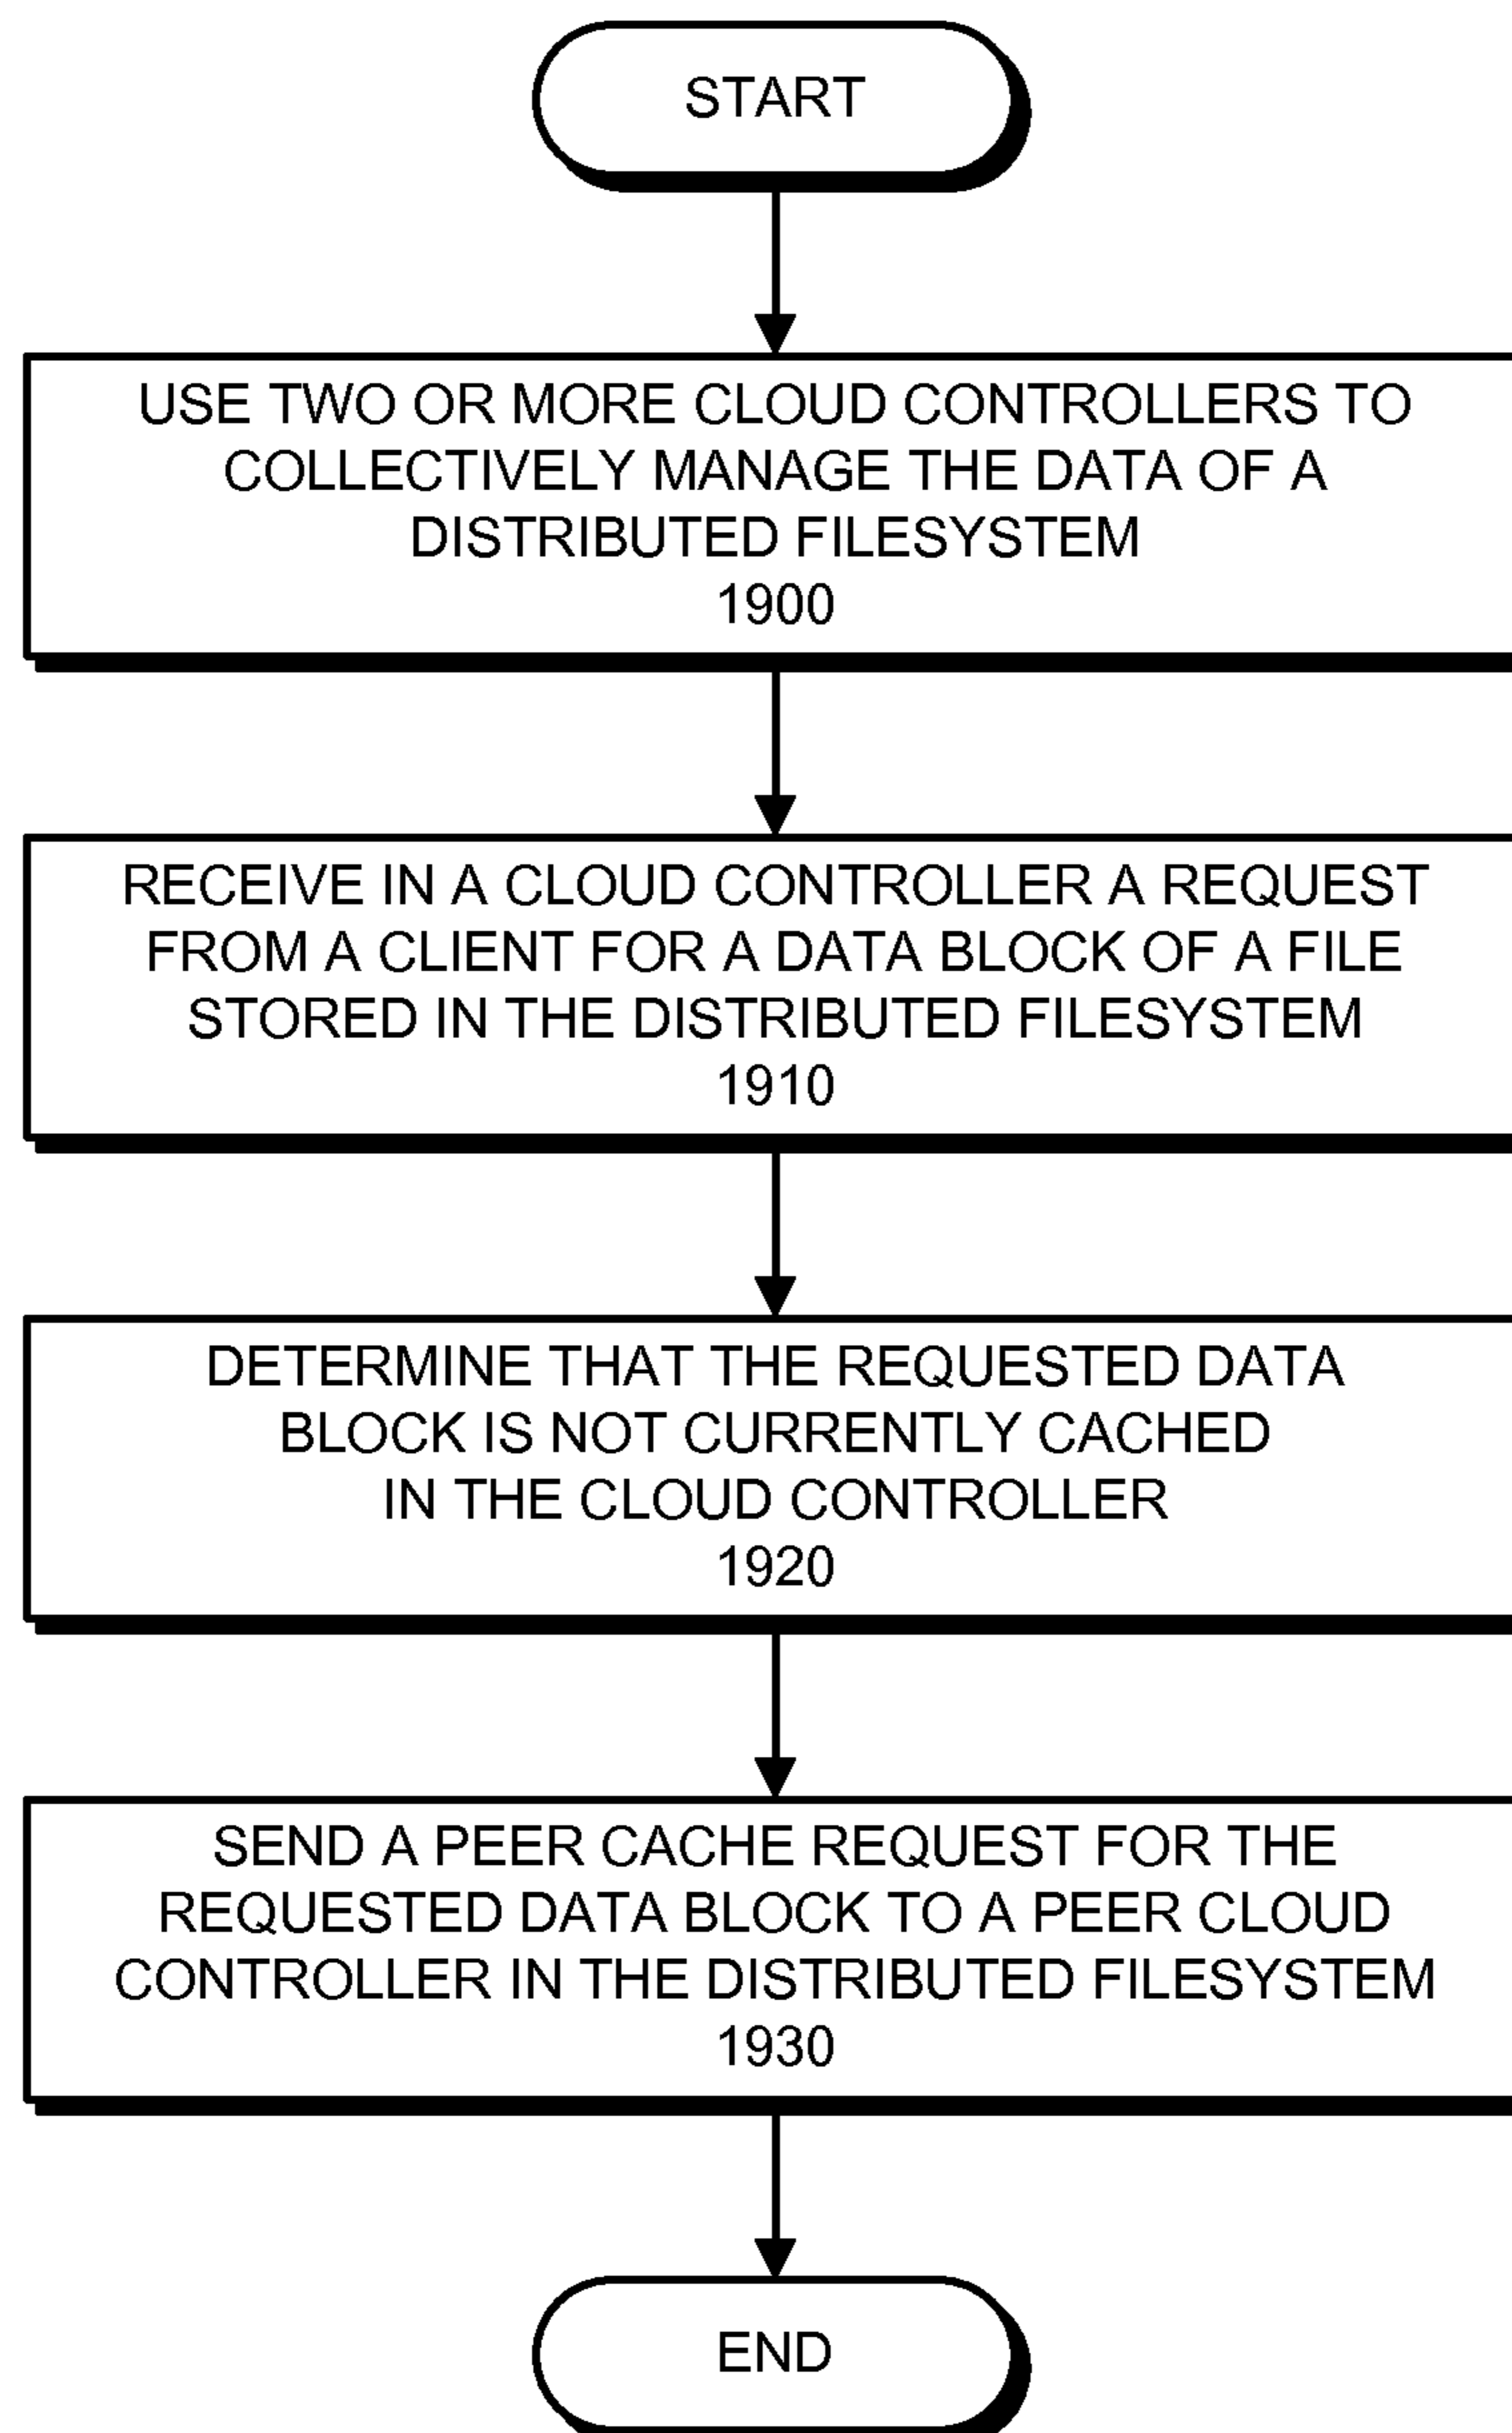 START
USE TWO OR MORE CLOUD CONTROLLERS TO
COLLECTIVELY MANAGE THE DATA OF A
DISTRIBUTED FILESYSTEM
1900
RECEIVE IN A CLOUD CONTROLLER A REQUEST
FROM A CLIENT FOR A DATA BLOCK OF A FILE
STORED IN THE DISTRIBUTED FILESYSTEM
1910
DETERMINE THAT THE REQUESTED DATA
BLOCK IS NOT CURRENTLY CACHED
IN THE CLOUD CONTROLLER
1920
SEND A PEER CACHE REQUEST FOR THE
REQUESTED DATA BLOCK TO A PEER CLOUD
CONTROLLER IN THE DISTRIBUTED FILESYSTEM
1930
END